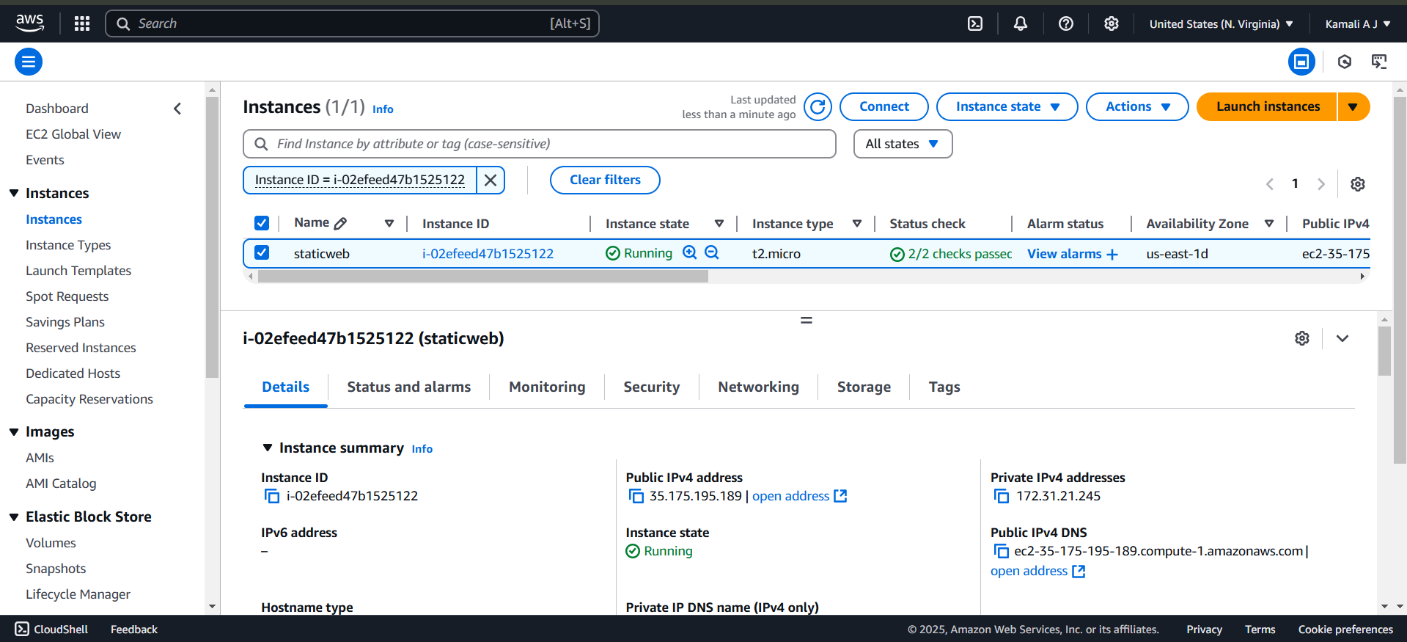 aws
Search [Alt+S]
United States (N. Virginia)
Kamali A J
Dashboard
EC2 Global View
Events
Instances
Instances
Instance Types
Launch Templates
Spot Requests
Savings Plans
Reserved Instances
Dedicated Hosts
Capacity Reservations
Images
AMIs
AMI Catalog
Elastic Block Store
Volumes
Snapshots
Lifecycle Manager
Instances (1/1) Info
Last updated
less than a minute ago
Connect
Instance state
Actions
Launch instances
Find Instance by attribute or tag (case-sensitive)
All states
Instance ID = i-02efeed47b1525122
Clear filters
1
Name Instance ID Instance state Instance type Status check Alarm status Availability Zone Public IPv4
staticweb i-02efeed47b1525122 Running t2.micro 2/2 checks passec View alarms + us-east-1d ec2-35-175
i-02efeed47b1525122 (staticweb)
Details Status and alarms Monitoring Security Networking Storage Tags
Instance summary Info
Instance ID
i-02efeed47b1525122
Public IPv4 address
35.175.195.189 | open address
Private IPv4 addresses
172.31.21.245
IPv6 address
–
Instance state
Running
Public IPv4 DNS
ec2-35-175-195-189.compute-1.amazonaws.com |
open address
Hostname type
Private IP DNS name (IPv4 only)
CloudShell Feedback
© 2025, Amazon Web Services, Inc. or its affiliates. Privacy Terms Cookie preferences